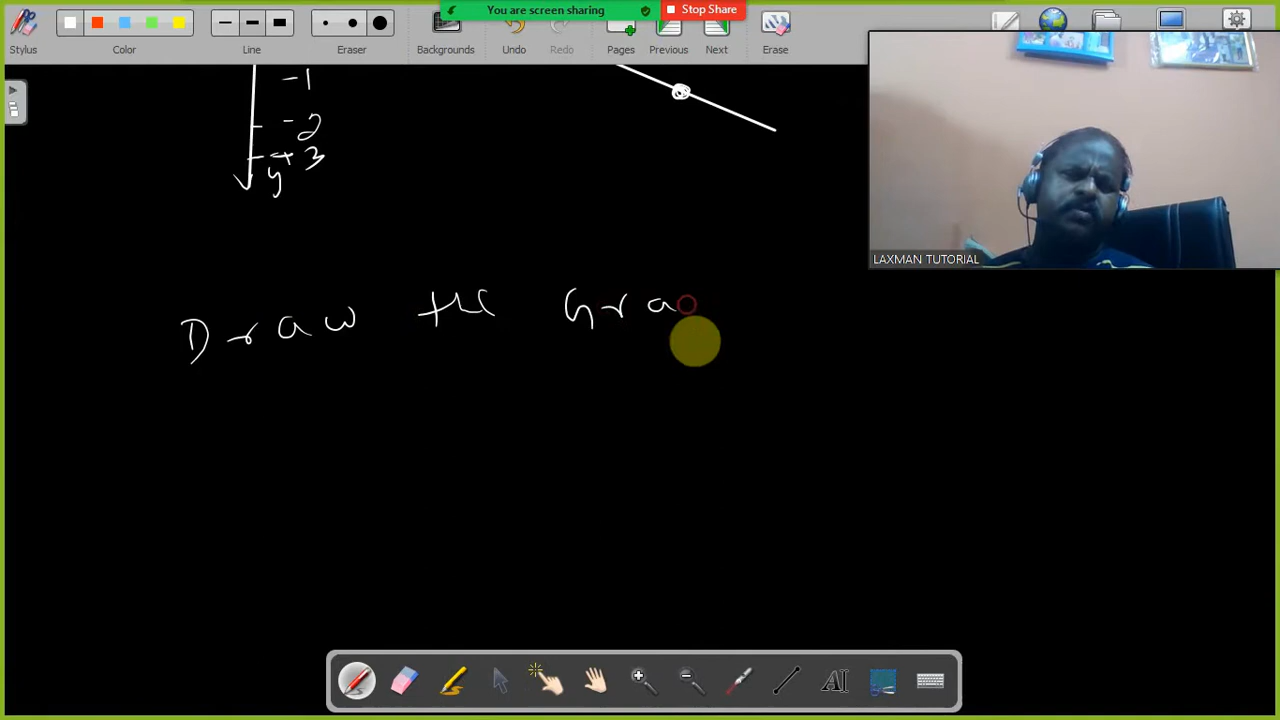 You are screen sharing Stop Share
Stylus Color Line Eraser Backgrounds Undo Redo Pages Previous Next Erase
-1
-2
3
y
LAXMAN TUTORIAL
Draw the Gra